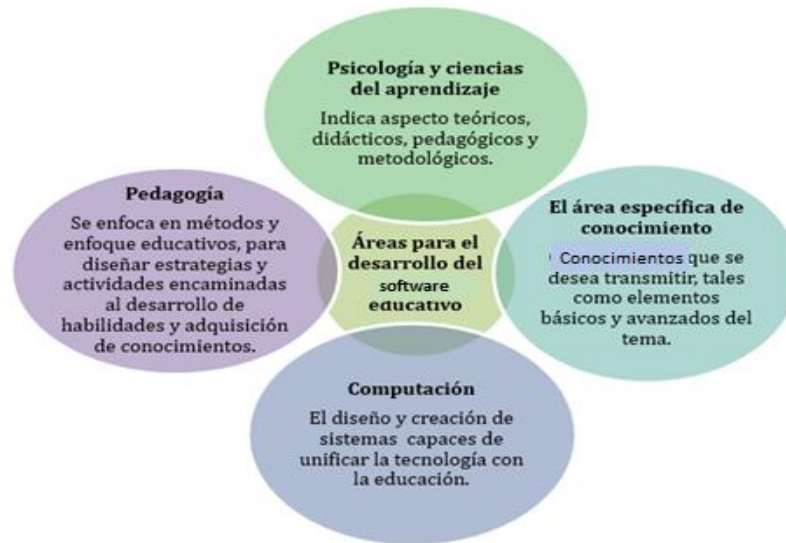 Psicología y ciencias
del aprendizaje
Indica aspecto teóricos,
didácticos, pedagógicos y
metodológicos.
Pedagogía
Se enfoca en métodos y
enfoque educativos, para
diseñar estrategias y
actividades encaminadas
al desarrollo de
habilidades y adquisición
de conocimientos.
Áreas para el
desarrollo del
software
educativo
El área específica de
conocimiento
Conocimientos que se
desea transmitir, tales
como elementos
básicos y avanzados del
tema.
Computación
El diseño y creación de
sistemas capaces de
unificar la tecnología con
la educación.